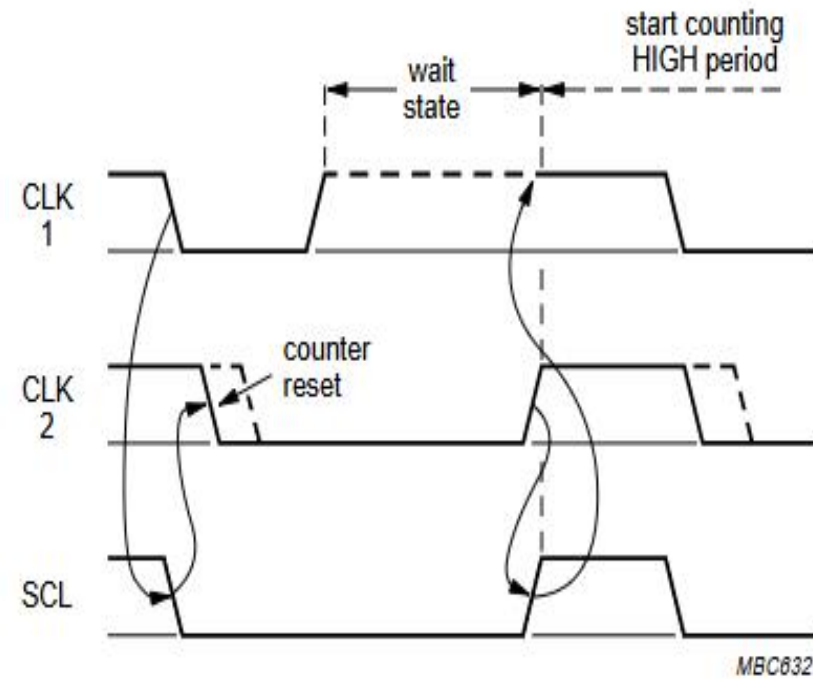 start counting
HIGH period
wait
state
CLK
1
counter
reset
CLK
2
SCL
MBC632